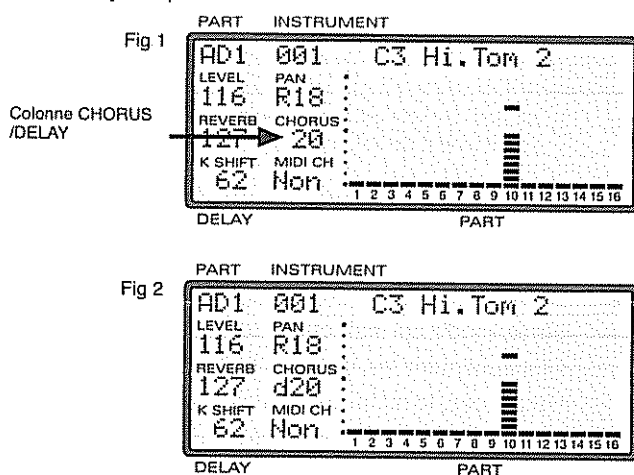 PART INSTRUMENT
Fig 1
AD1 001 C3 Hi.Tom 2
LEVEL PAN
116 R18
Colonne CHORUS
/DELAY
REVERB CHORUS
127 20
K SHIFT MIDI CH
62 Non
1 2 3 4 5 6 7 8 9 10 11 12 13 14 15 16
DELAY PART
PART INSTRUMENT
Fig 2
AD1 001 C3 Hi.Tom 2
LEVEL PAN
116 R18
REVERB CHORUS
127 d20
K SHIFT MIDI CH
62 Non
1 2 3 4 5 6 7 8 9 10 11 12 13 14 15 16
DELAY PART